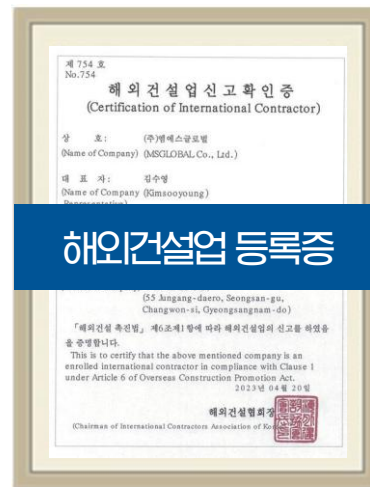 제 754 호
No.754
해 외 건 설 업 신 고 확 인 증
(Certification of International Contractor)
상 호 : (주)엠에스글로벌
(Name of Company) (MSGLOBAL Co., Ltd.)
대 표 자 : 김수영
(Name of Company (Kimsooyoung)
해외건설업 등록증
(55 Jungang-daero, Seongsan-gu,
Changwon-si, Gyeongsangnam-do)
「해외건설 촉진법」 제6조제1항에 따라 해외건설업의 신고를 하였음
을 증명합니다.
This is to certify that the above mentioned company is an
enrolled international contractor in compliance with Clause 1
under Article 6 of Overseas Construction Promotion Act.
2023년 04월 20일
해외건설협회장
(Chairman of International Contractors Association of